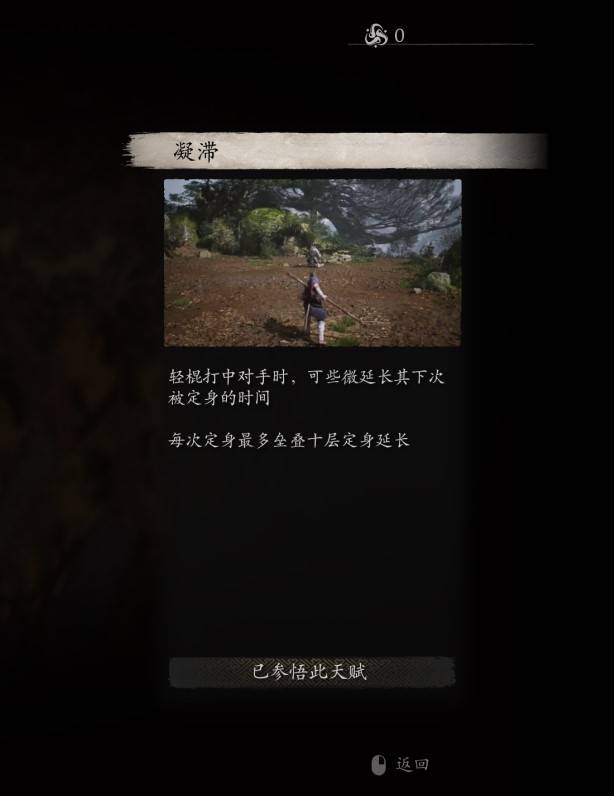 0
凝滞
轻棍打中对手时，可些微延长其下次
被定身的时间
每次定身最多垒叠十层定身延长
已参悟此天赋
返回